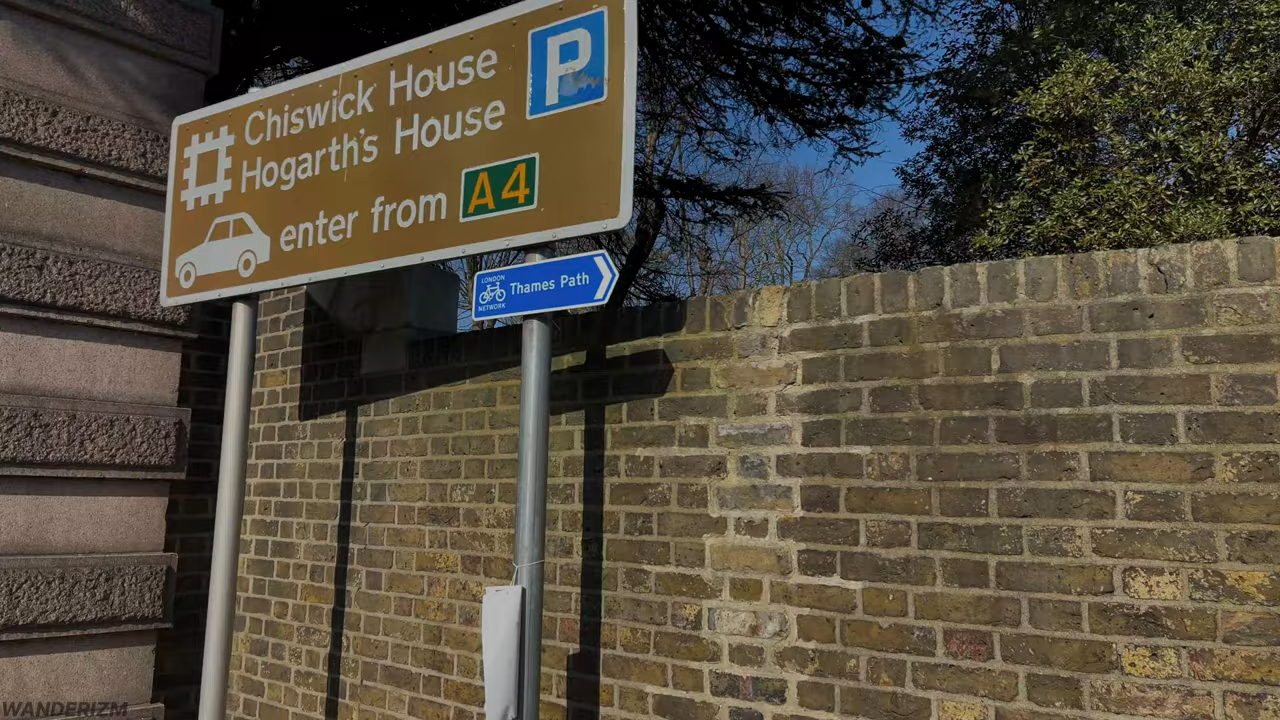 Chiswick House
Hogarth's House
P
enter from A4
LONDON
NETWORK
Thames Path
WANDERIZM